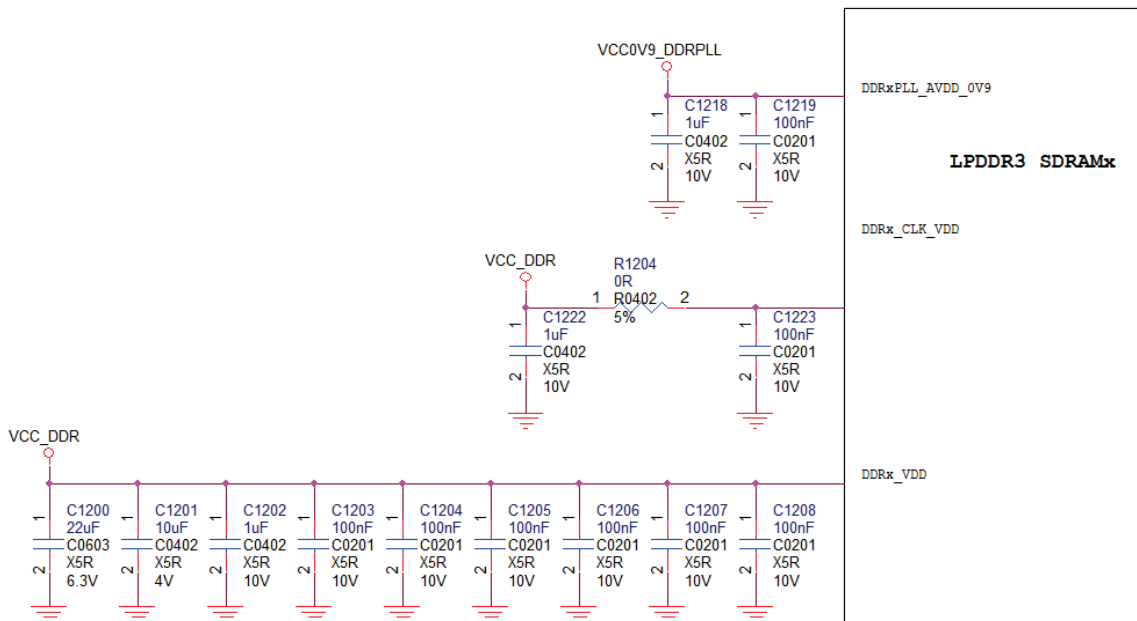 VCC0V9_DDRPLL
DDRxPLL_AVDD_0V9
1
C1218
1uF
C0402
X5R
10V
2
1
C1219
100nF
C0201
X5R
10V
2
LPDDR3 SDRAMx
DDRx_CLK_VDD
VCC_DDR
R1204
0R
1 R0402 2
5%
1
C1222
1uF
C0402
X5R
10V
2
1
C1223
100nF
C0201
X5R
10V
2
VCC_DDR
DDRx_VDD
1
C1200
22uF
C0603
X5R
6.3V
2
1
C1201
10uF
C0402
X5R
4V
2
1
C1202
1uF
C0402
X5R
10V
2
1
C1203
100nF
C0201
X5R
10V
2
1
C1204
100nF
C0201
X5R
10V
2
1
C1205
100nF
C0201
X5R
10V
2
1
C1206
100nF
C0201
X5R
10V
2
1
C1207
100nF
C0201
X5R
10V
2
1
C1208
100nF
C0201
X5R
10V
2